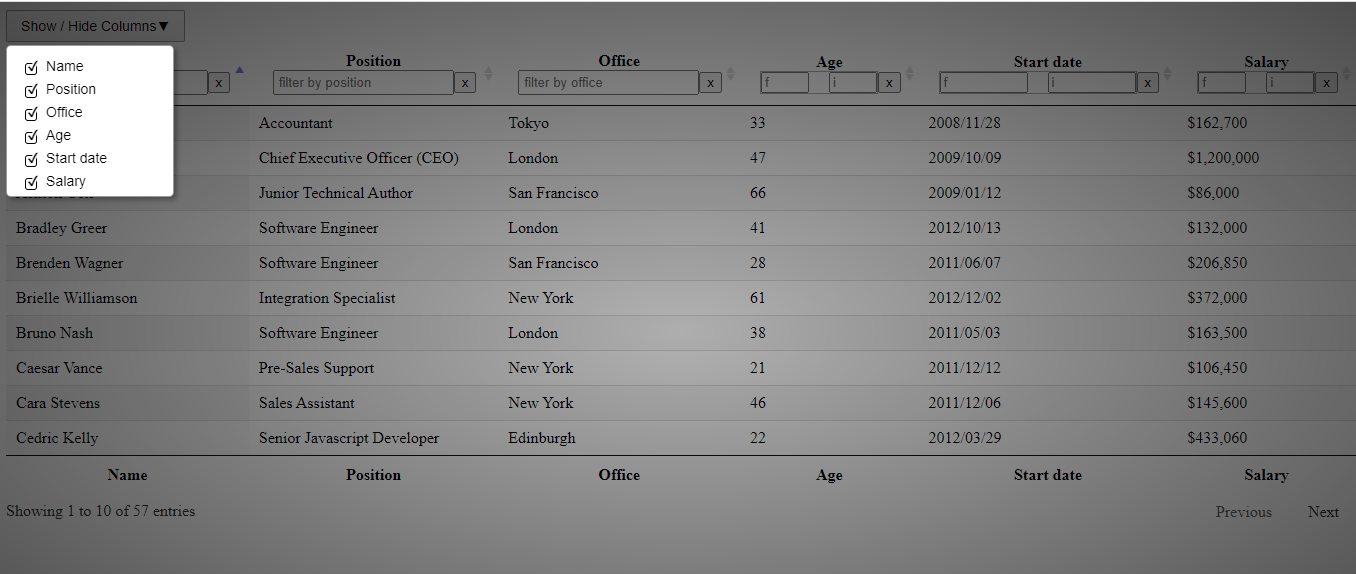 Show / Hide Columns▼
Name
Position
Office
Age
Start date
Salary
Position Office Age Start date Salary
x filter by position x filter by office x f i x f i x f i x
Accountant Tokyo 33 2008/11/28 $162,700
Chief Executive Officer (CEO) London 47 2009/10/09 $1,200,000
Junior Technical Author San Francisco 66 2009/01/12 $86,000
Bradley Greer Software Engineer London 41 2012/10/13 $132,000
Brenden Wagner Software Engineer San Francisco 28 2011/06/07 $206,850
Brielle Williamson Integration Specialist New York 61 2012/12/02 $372,000
Bruno Nash Software Engineer London 38 2011/05/03 $163,500
Caesar Vance Pre-Sales Support New York 21 2011/12/12 $106,450
Cara Stevens Sales Assistant New York 46 2011/12/06 $145,600
Cedric Kelly Senior Javascript Developer Edinburgh 22 2012/03/29 $433,060
Name Position Office Age Start date Salary
Showing 1 to 10 of 57 entries Previous Next